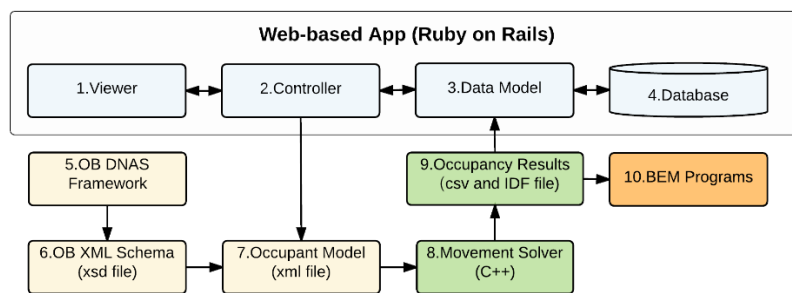 Web-based App (Ruby on Rails)
1.Viewer
2.Controller
3.Data Model
4.Database
5.OB DNAS
Framework
9.Occupancy Results
(csv and IDF file)
10.BEM Programs
6.OB XML Schema
(xsd file)
7.Occupant Model
(xml file)
8.Movement Solver
(C++)